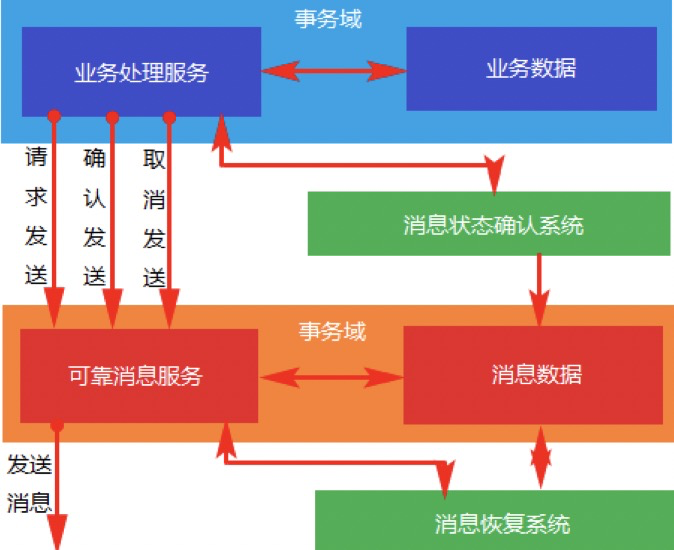 事务域
业务处理服务
业务数据
请求发送
确认发送
取消发送
消息状态确认系统
事务域
可靠消息服务
消息数据
发送
消息
消息恢复系统